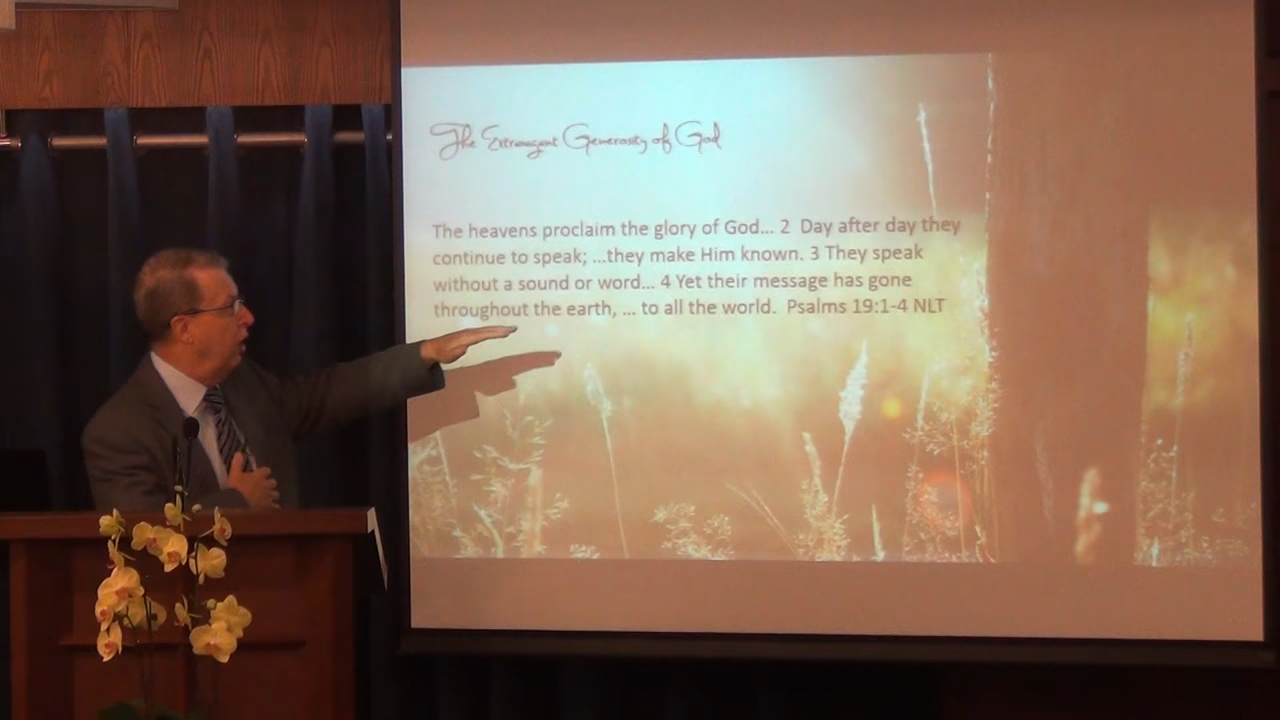 The Extravagant Generosity of God
The heavens proclaim the glory of God... 2 Day after day they
continue to speak; ...they make Him known. 3 They speak
without a sound or word... 4 Yet their message has gone
throughout the earth, ... to all the world. Psalms 19:1-4 NLT